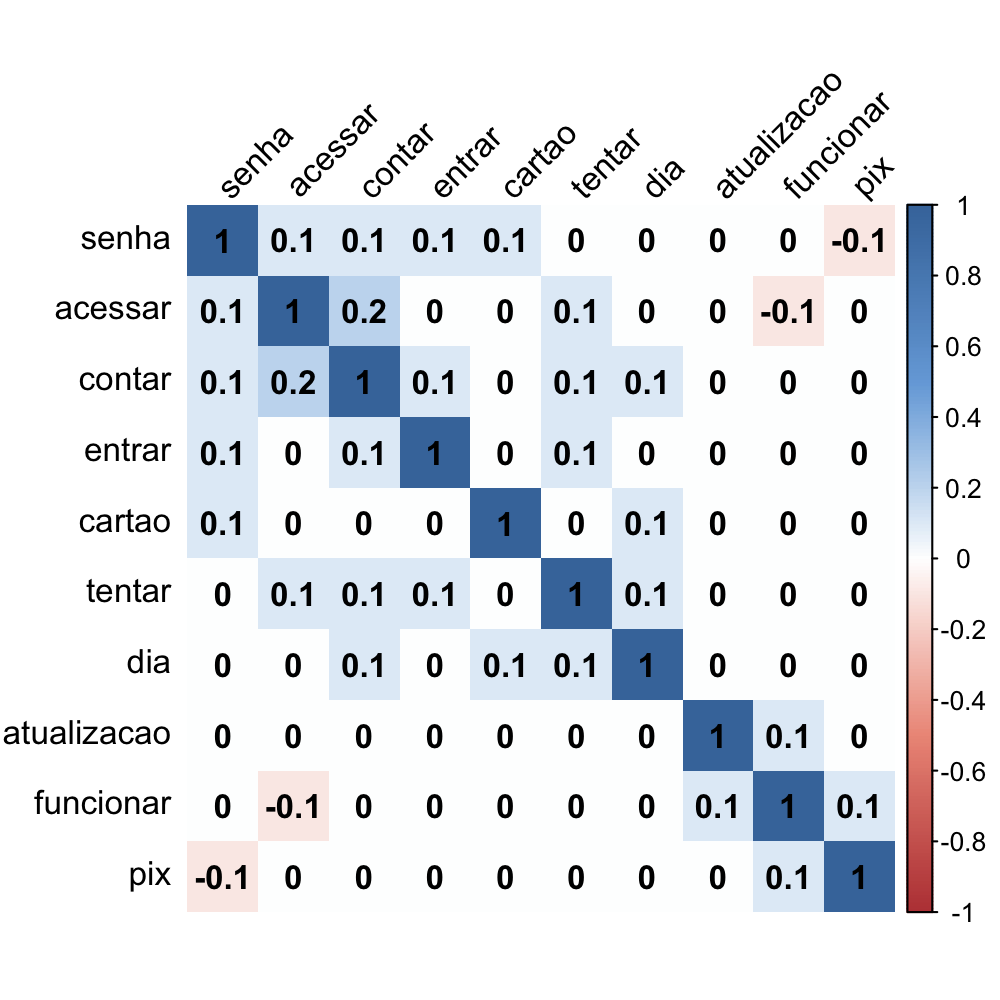 senha acessar contar entrar cartao tentar dia atualizacao funcionar pix
senha 1 0.1 0.1 0.1 0.1 0 0 0 0 -0.1
acessar 0.1 1 0.2 0 0 0.1 0 0 -0.1 0
contar 0.1 0.2 1 0.1 0 0.1 0.1 0 0 0
entrar 0.1 0 0.1 1 0 0.1 0 0 0 0
cartao 0.1 0 0 0 1 0 0.1 0 0 0
tentar 0 0.1 0.1 0.1 0 1 0.1 0 0 0
dia 0 0 0.1 0 0.1 0.1 1 0 0 0
atualizacao 0 0 0 0 0 0 0 1 0.1 0
funcionar 0 -0.1 0 0 0 0 0 0.1 1 0.1
pix -0.1 0 0 0 0 0 0 0 0.1 1
1
0.8
0.6
0.4
0.2
0
-0.2
-0.4
-0.6
-0.8
-1